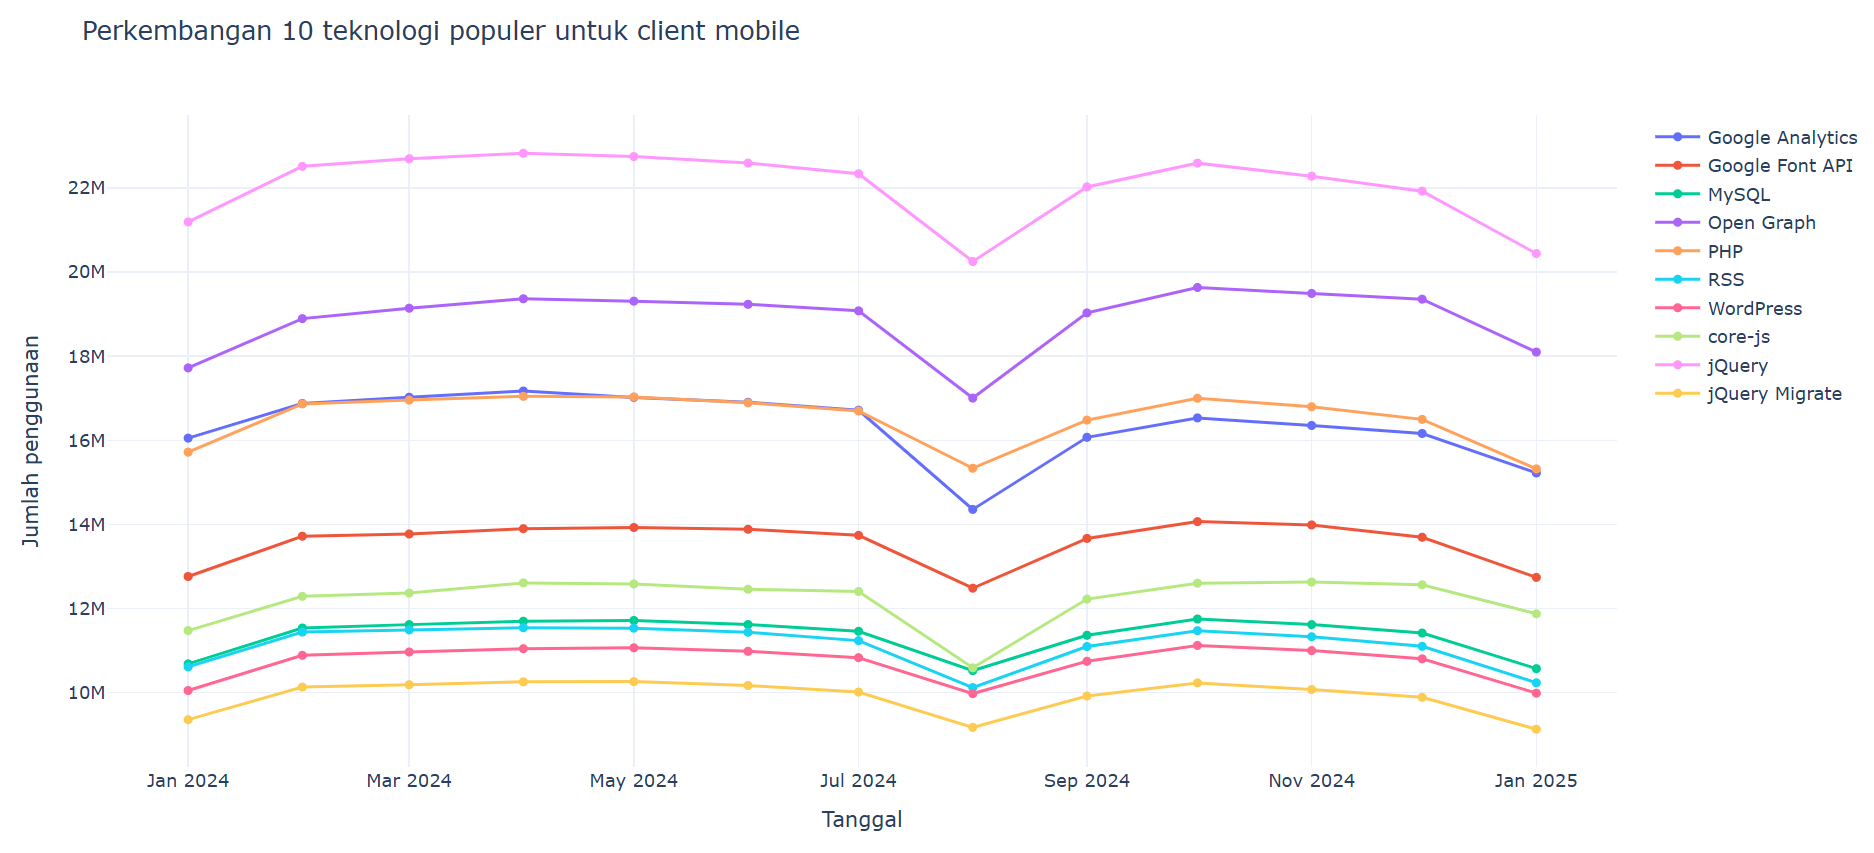 Perkembangan 10 teknologi populer untuk client mobile
Jumlah penggunaan
22M
20M
18M
16M
14M
12M
10M
Jan 2024
Mar 2024
May 2024
Jul 2024
Sep 2024
Nov 2024
Jan 2025
Tanggal
Google Analytics
Google Font API
MySQL
Open Graph
PHP
RSS
WordPress
core-js
jQuery
jQuery Migrate